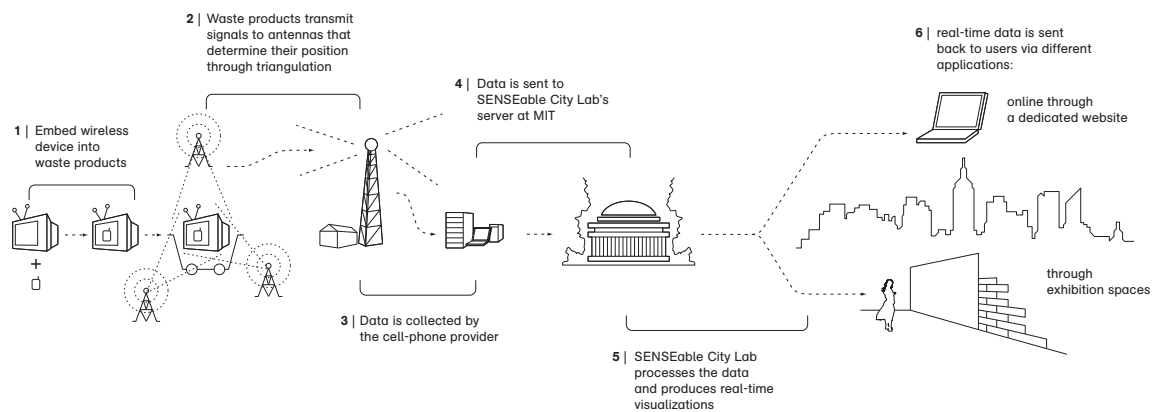 1 | Embed wireless
device into
waste products
+
2 | Waste products transmit
signals to antennas that
determine their position
through triangulation
3 | Data is collected by
the cell-phone provider
4 | Data is sent to
SENSEable City Lab's
server at MIT
5 | SENSEable City Lab
processes the data
and produces real-time
visualizations
6 | real-time data is sent
back to users via different
applications:
online through
a dedicated website
through
exhibition spaces